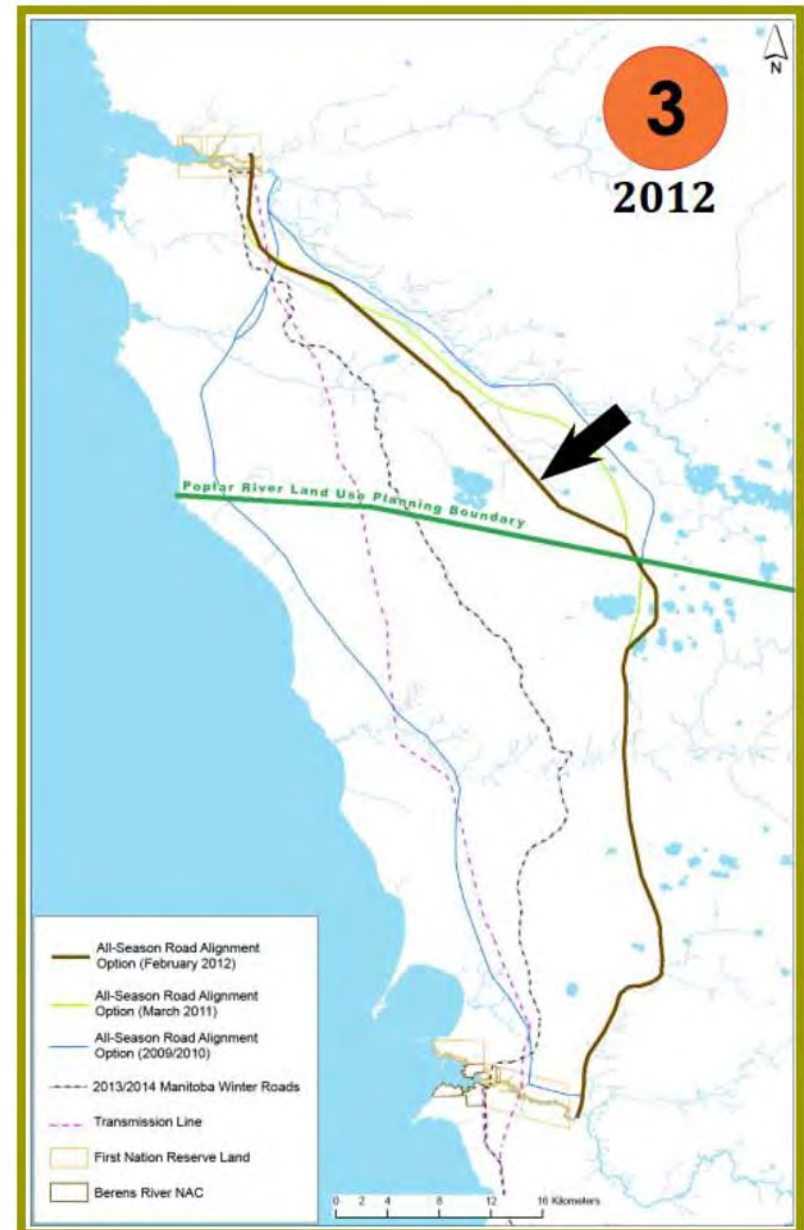 N
3
2012
Poplar River Land Use Planning Boundary
All-Season Road Alignment
Option (February 2012)
All-Season Road Alignment
Option (March 2011)
All-Season Road Alignment
Option (2009/2010)
2013/2014 Manitoba Winter Roads
Transmission Line
First Nation Reserve Land
Berens River NAC
0 2 4 8 12 16 Kilometers